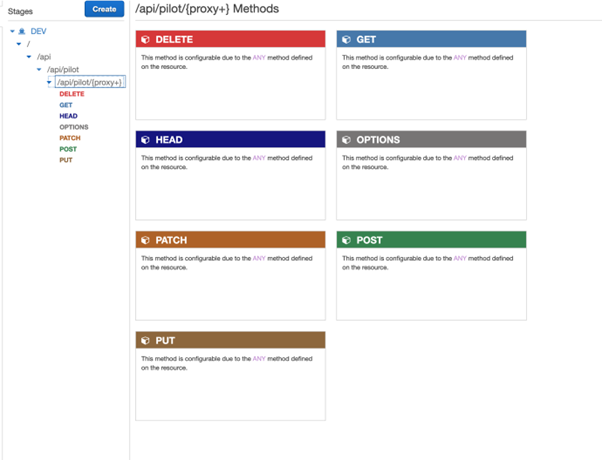 Stages
Create
DEV
/
/api
/api/pilot
/api/pilot/{proxy+}
DELETE
GET
HEAD
OPTIONS
PATCH
POST
PUT
/api/pilot/{proxy+} Methods
DELETE
This method is configurable due to the ANY method defined
on the resource.
GET
This method is configurable due to the ANY method defined
on the resource.
HEAD
This method is configurable due to the ANY method defined
on the resource.
OPTIONS
This method is configurable due to the ANY method defined
on the resource.
PATCH
This method is configurable due to the ANY method defined
on the resource.
POST
This method is configurable due to the ANY method defined
on the resource.
PUT
This method is configurable due to the ANY method defined
on the resource.